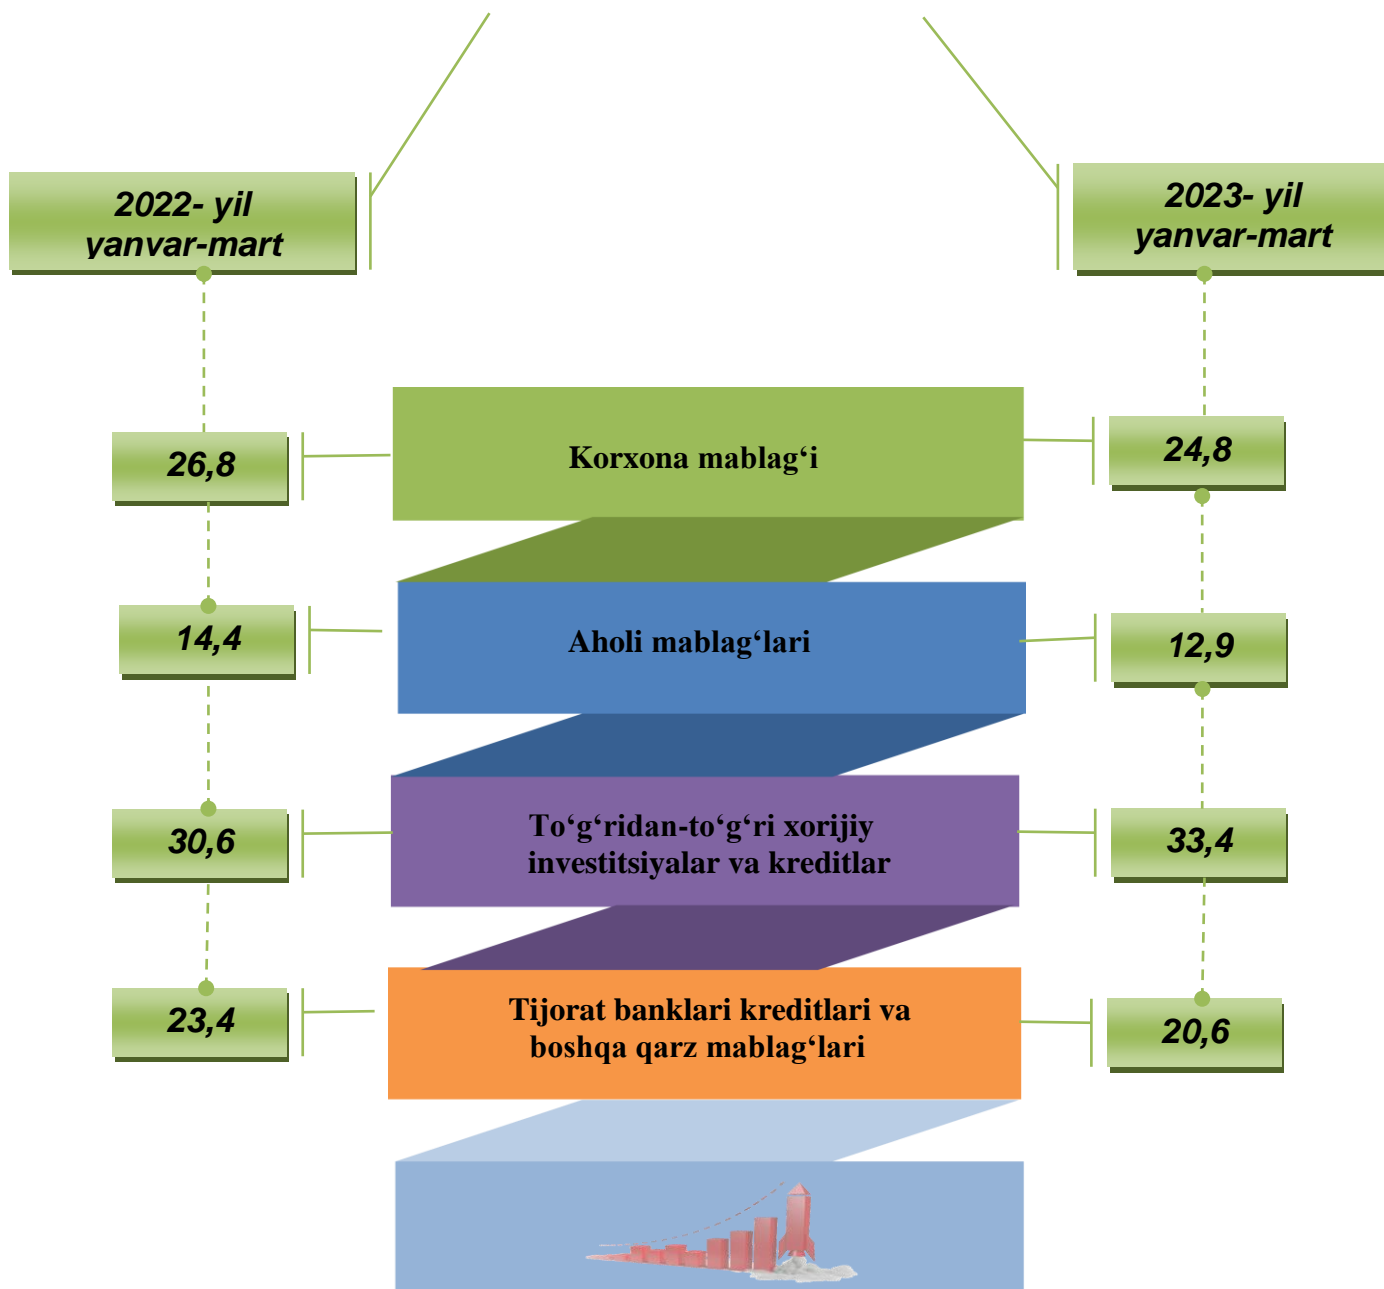 2022- yil
yanvar-mart
2023- yil
yanvar-mart
26,8
Korxona mablag‘i
24,8
14,4
Aholi mablag‘lari
12,9
30,6
To‘g‘ridan-to‘g‘ri xorijiy
investitsiyalar va kreditlar
33,4
23,4
Tijorat banklari kreditlari va
boshqa qarz mablag‘lari
20,6